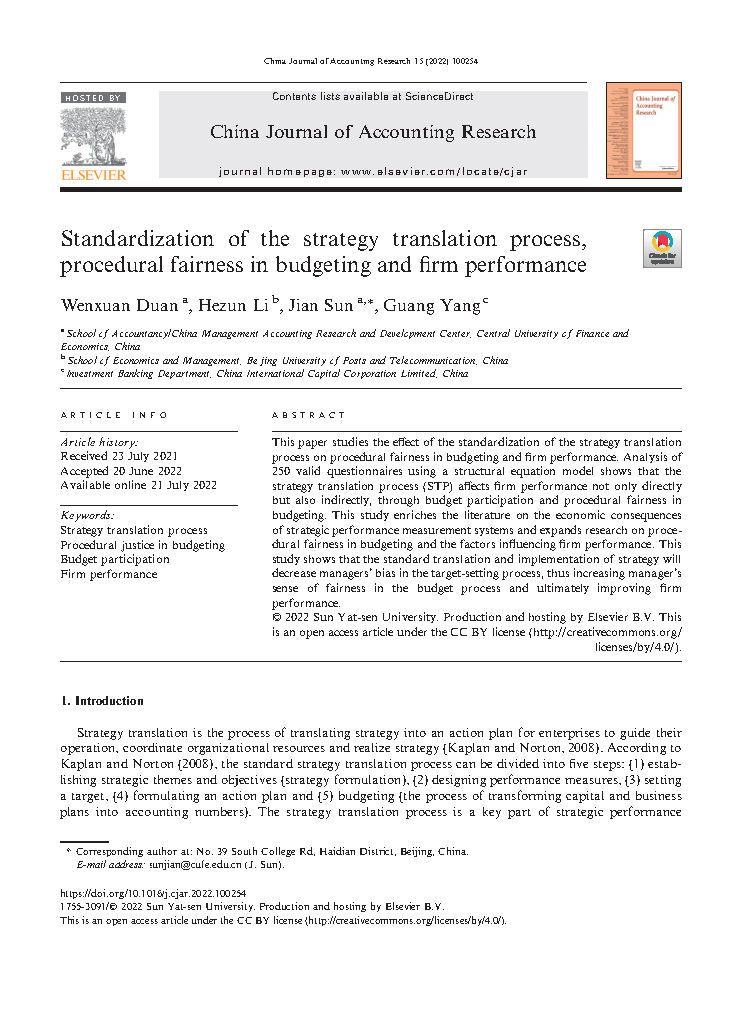 China Journal of Accounting Research 15 (2022) 100254
HOSTED BY
ELSEVIER
Contents lists available at ScienceDirect
China Journal of Accounting Research
journal homepage: www.elsevier.com/locate/cjar
China Journal of
Accounting
Research
Standardization of the strategy translation process,
procedural fairness in budgeting and firm performance
Check for
updates
Wenxuan Duan a, Hezun Li b, Jian Sun a,*, Guang Yang c
a School of Accountancy/China Management Accounting Research and Development Center, Central University of Finance and
Economics, China
b School of Economics and Management, Beijing University of Posts and Telecommunication, China
c Investment Banking Department, China International Capital Corporation Limited, China
ARTICLE INFO
Article history:
Received 23 July 2021
Accepted 20 June 2022
Available online 21 July 2022
Keywords:
Strategy translation process
Procedural justice in budgeting
Budget participation
Firm performance
ABSTRACT
This paper studies the effect of the standardization of the strategy translation
process on procedural fairness in budgeting and firm performance. Analysis of
250 valid questionnaires using a structural equation model shows that the
strategy translation process (STP) affects firm performance not only directly
but also indirectly, through budget participation and procedural fairness in
budgeting. This study enriches the literature on the economic consequences
of strategic performance measurement systems and expands research on proce-
dural fairness in budgeting and the factors influencing firm performance. This
study shows that the standard translation and implementation of strategy will
decrease managers' bias in the target-setting process, thus increasing manager's
sense of fairness in the budget process and ultimately improving firm
performance.
© 2022 Sun Yat-sen University. Production and hosting by Elsevier B.V. This
is an open access article under the CC BY license (http://creativecommons.org/
licenses/by/4.0/).
1. Introduction
Strategy translation is the process of translating strategy into an action plan for enterprises to guide their
operation, coordinate organizational resources and realize strategy (Kaplan and Norton, 2008). According to
Kaplan and Norton (2008), the standard strategy translation process can be divided into five steps: (1) estab-
lishing strategic themes and objectives (strategy formulation), (2) designing performance measures, (3) setting
a target, (4) formulating an action plan and (5) budgeting (the process of transforming capital and business
plans into accounting numbers). The strategy translation process is a key part of strategic performance
* Corresponding author at: No. 39 South College Rd, Haidian District, Beijing, China.
E-mail address: sunjian@cufe.edu.cn (J. Sun).
https://doi.org/10.1016/j.cjar.2022.100254
1755-3091/© 2022 Sun Yat-sen University. Production and hosting by Elsevier B.V.
This is an open access article under the CC BY license (http://creativecommons.org/licenses/by/4.0/).